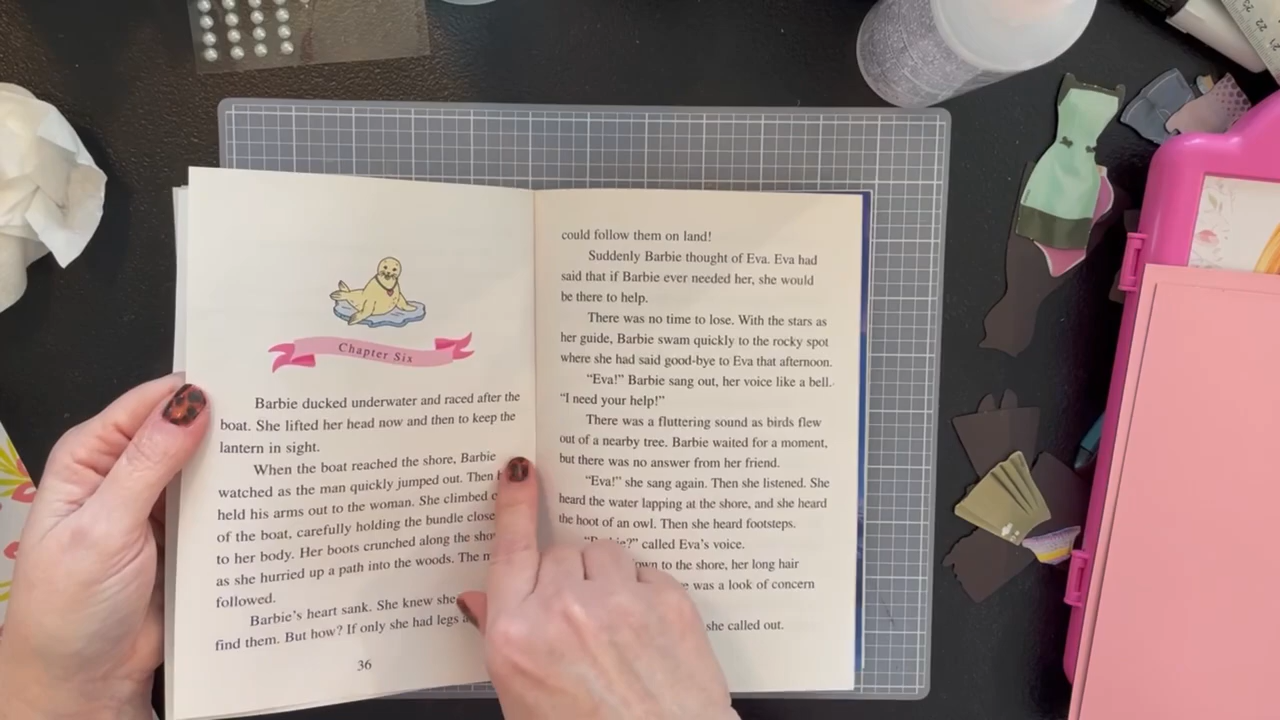 Chapter Six
Barbie ducked underwater and raced after the
boat. She lifted her head now and then to keep the
lantern in sight.
When the boat reached the shore, Barbie
watched as the man quickly jumped out. Then
held his arms out to the woman. She climbed
of the boat, carefully holding the bundle close
to her body. Her boots crunched along the
as she hurried up a path into the woods. The
followed.
Barbie's heart sank. She knew she
find them. But how? If only she had legs
36
could follow them on land!
Suddenly Barbie thought of Eva. Eva had
said that if Barbie ever needed her, she would
be there to help.
There was no time to lose. With the stars as
her guide, Barbie swam quickly to the rocky spot
where she had said good-bye to Eva that afternoon.
"Eva!" Barbie sang out, her voice like a bell.
"I need your help!"
There was a fluttering sound as birds flew
out of a nearby tree. Barbie waited for a moment,
but there was no answer from her friend.
"Eva!" she sang again. Then she listened. She
heard the water lapping at the shore, and she heard
the hoot of an owl. Then she heard footsteps.
called Eva's voice.
to the shore, her long hair
was a look of concern
she called out.